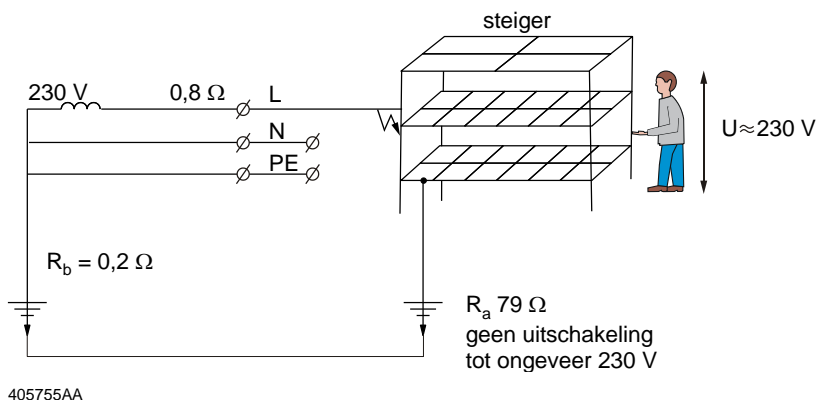 steiger
230 V
0,8 Ω
L
N
PE
U≈230 V
R_b = 0,2 Ω
R_a 79 Ω
geen uitschakeling
tot ongeveer 230 V
405755AA